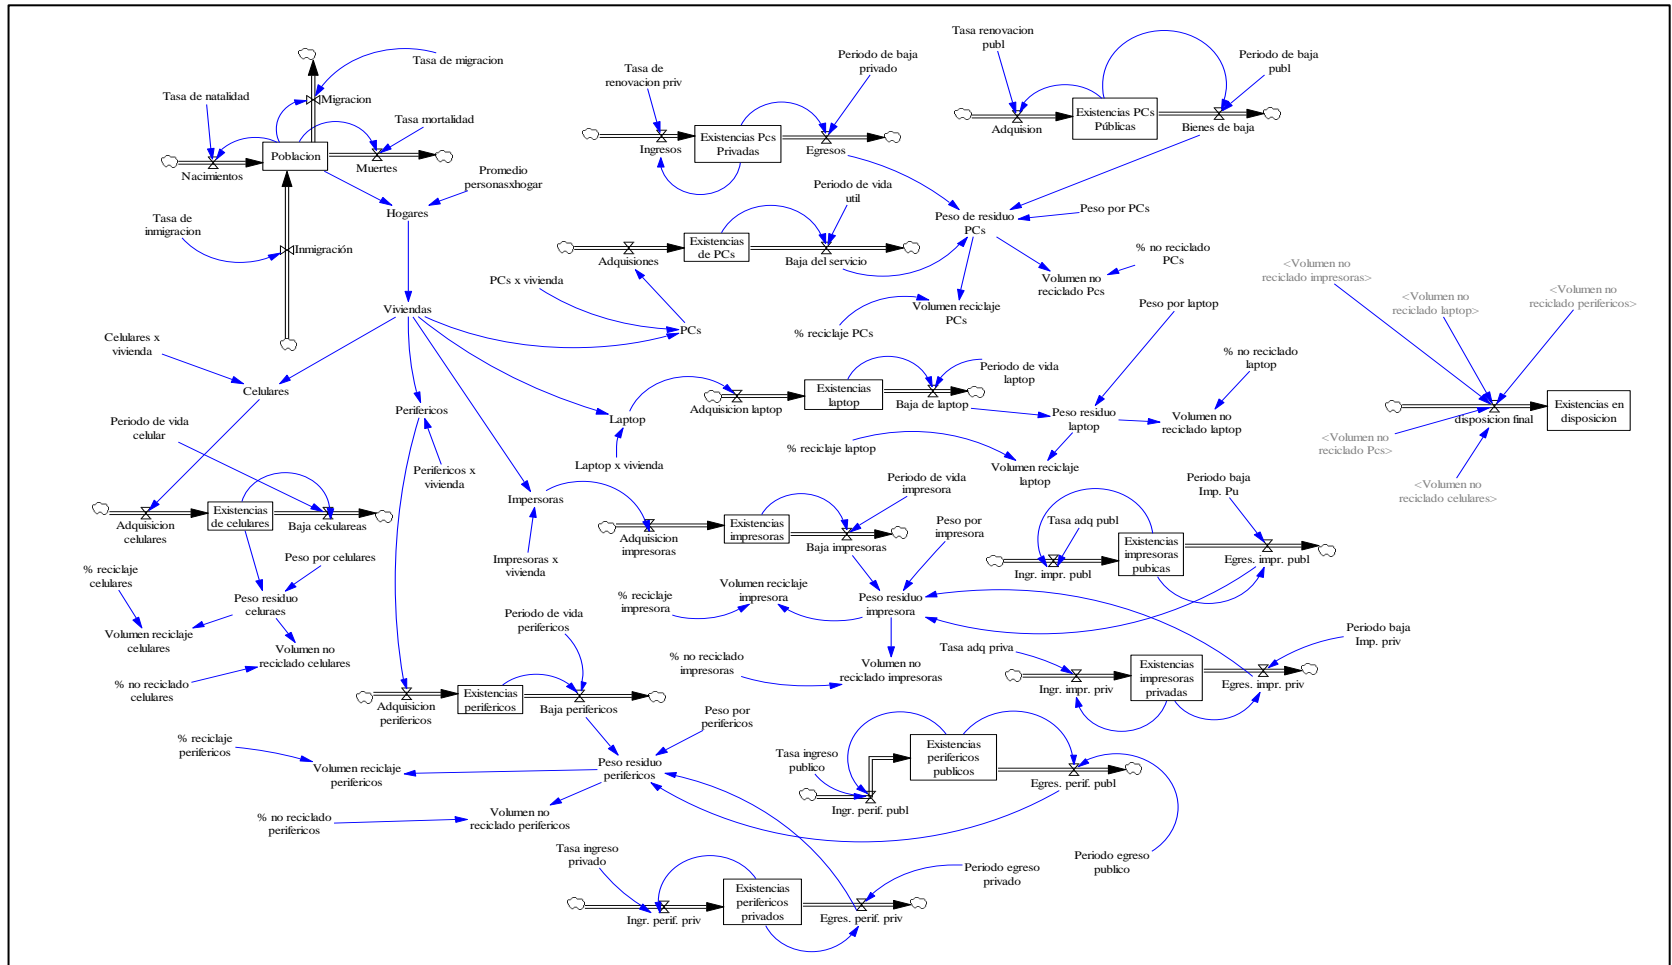 Tasa de migracion
Tasa de natalidad
Migracion
Tasa mortalidad
Poblacion
Nacimientos
Muertes
Promedio
personasxhogar
Hogares
Tasa de
inmigracion
Inmigración
Viviendas
Tasa de
renovacion priv
Periodo de baja
privado
Ingresos
Existencias Pcs
Privadas
Egresos
Tasa renovacion
publ
Periodo de baja
publ
Adquision
Existencias PCs
Públicas
Bienes de baja
Periodo de vida
util
Adquisiones
Existencias
de PCs
Baja del servicio
Peso de residuo
PCs
Peso por PCs
% no reciclado
PCs
Volumen no
reciclado Pcs
PCs x vivienda
PCs
% reciclaje PCs
Volumen reciclaje
PCs
Peso por laptop
<Volumen no
reciclado impresoras>
<Volumen no
reciclado laptop>
<Volumen no
reciclado perifericos>
Celulares x
vivienda
Celulares
Periodo de vida
celular
Perifericos
Perifericos x
vivienda
Laptop
Laptop x vivienda
Adquisicion laptop
Existencias
laptop
Baja de laptop
Periodo de vida
laptop
% no reciclado
laptop
Peso residuo
laptop
Volumen no
reciclado laptop
% reciclaje laptop
Volumen reciclaje
laptop
disposicion final
Existencias en
disposicion
<Volumen no
reciclado Pcs>
<Volumen no
reciclado celulares>
Adquisicion
celulares
Existencias
de celulares
Baja cekulareas
Impersoras
Impresoras x
vivienda
Adquisicion
impresoras
Existencias
impresoras
Baja impresoras
Periodo de vida
impresora
Peso por
impresora
Periodo baja
Imp. Pu
Tasa adq publ
Ingr. impr. publ
Existencias
impresoras
pubicas
Egres. impr. publ
% reciclaje
celulares
Peso por celulares
Peso residuo
celuraes
Volumen reciclaje
celulares
Volumen no
reciclado celulares
% no reciclado
celulares
% reciclaje
impresora
Volumen reciclaje
impresora
Peso residuo
impresora
% no reciclado
impresoras
Volumen no
reciclado impresoras
Tasa adq priva
Periodo baja
Imp. priv
Ingr. impr. priv
Existencias
impresoras
privadas
Egres. impr. priv
Periodo de vida
perifericos
Adquisicion
perifericos
Existencias
perifericos
Baja perifericos
Peso por
perifericos
% reciclaje
perifericos
Volumen reciclaje
perifericos
Peso residuo
perifericos
% no reciclado
perifericos
Volumen no
reciclado perifericos
Tasa ingreso
publico
Ingr. perif. publ
Existencias
perifericos
publicos
Egres. perif. publ
Periodo egreso
publico
Tasa ingreso
privado
Ingr. perif. priv
Existencias
perifericos
privados
Egres. perif. priv
Periodo egreso
privado